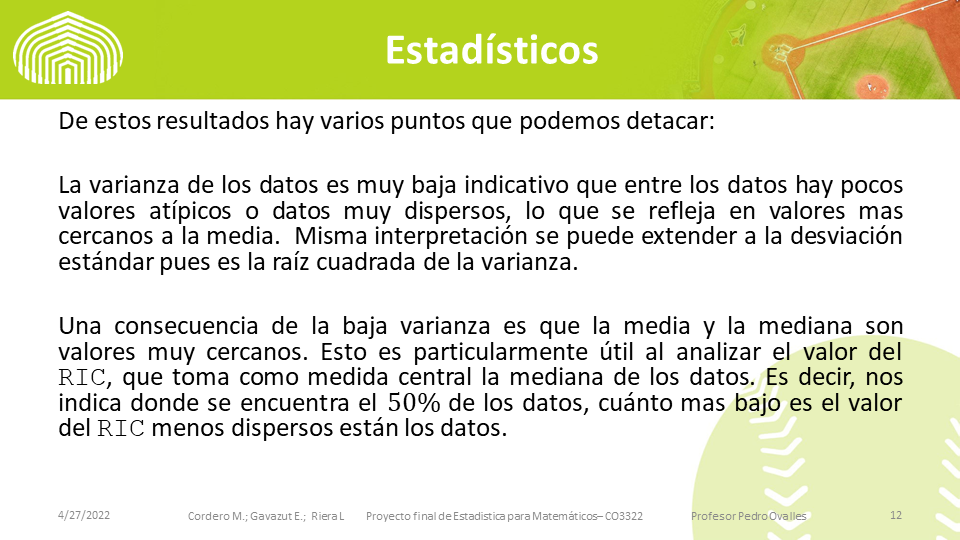 Estadísticos
De estos resultados hay varios puntos que podemos detacar:
La varianza de los datos es muy baja indicativo que entre los datos hay pocos
valores atípicos o datos muy dispersos, lo que se refleja en valores mas
cercanos a la media. Misma interpretación se puede extender a la desviación
estándar pues es la raíz cuadrada de la varianza.
Una consecuencia de la baja varianza es que la media y la mediana son
valores muy cercanos. Esto es particularmente útil al analizar el valor del
RIC, que toma como medida central la mediana de los datos. Es decir, nos
indica donde se encuentra el 50% de los datos, cuánto mas bajo es el valor
del RIC menos dispersos están los datos.
4/27/2022 Cordero M.; Gavazut E.; Riera L Proyecto final de Estadistica para Matemáticos– CO3322 Profesor Pedro Ovalles 12